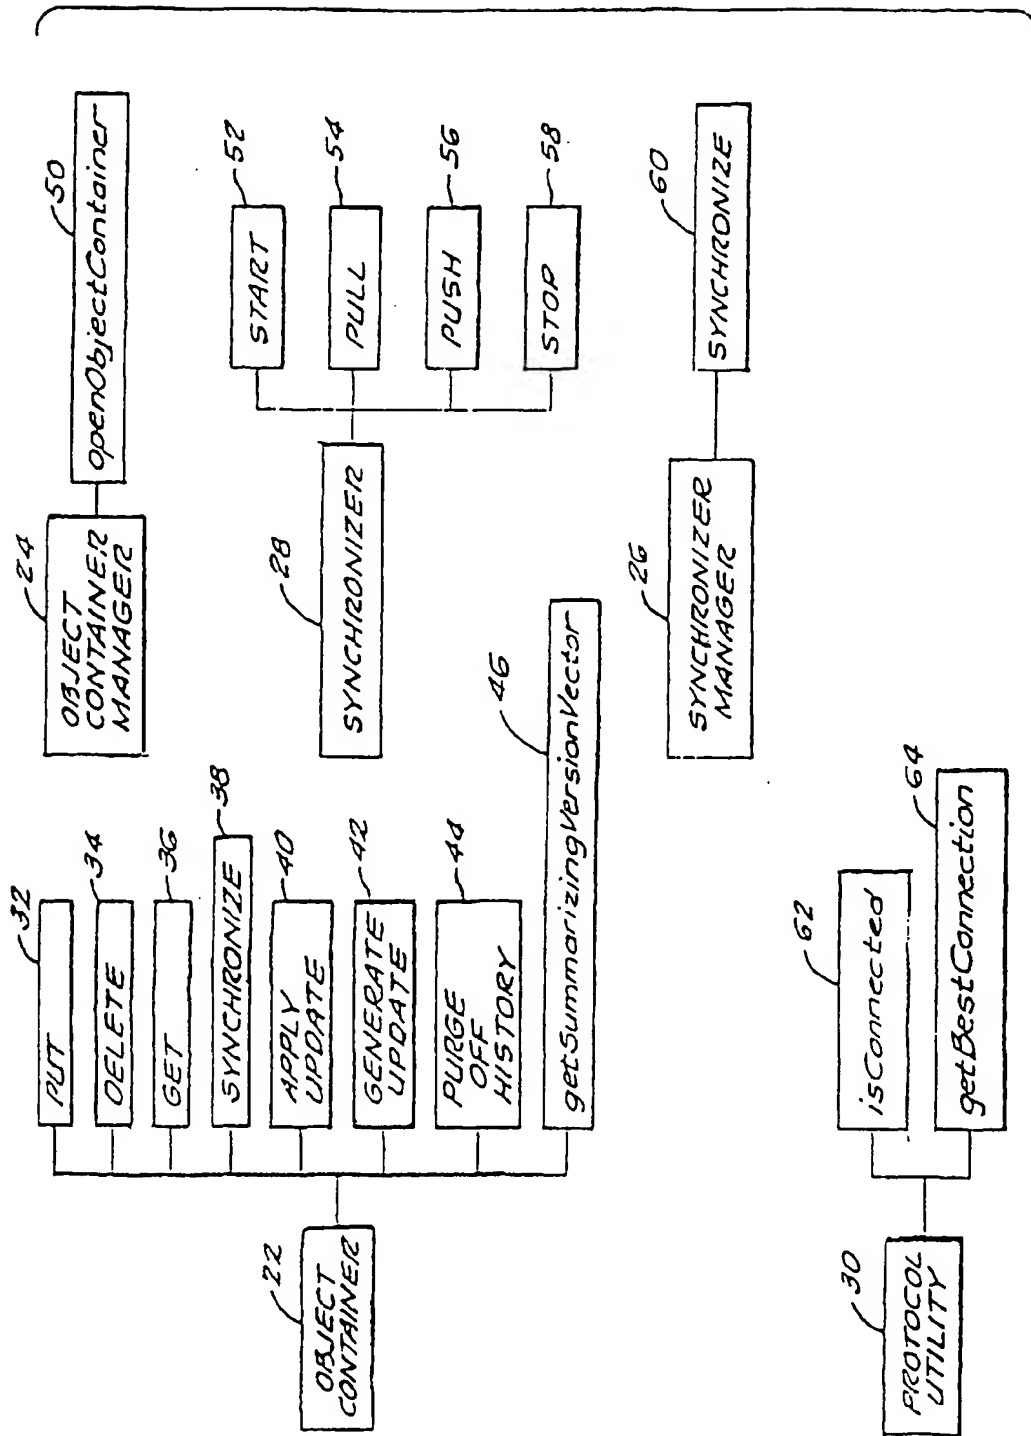 22
OBJECT
CONTAINER
32
PUT
34
DELETE
36
GET
38
SYNCHRONIZE
40
APPLY
UPDATE
42
GENERATE
UPDATE
44
PURGE
OFF
HISTORY
46
getSummarizingVersionVector
24
OBJECT
CONTAINER
MANAGER
50
openObjectContainer
28
SYNCHRONIZER
52
START
54
PULL
56
PUSH
58
STOP
26
SYNCHRONIZER
MANAGER
60
SYNCHRONIZE
30
PROTOCOL
UTILITY
62
isConnected
64
getBestConnection